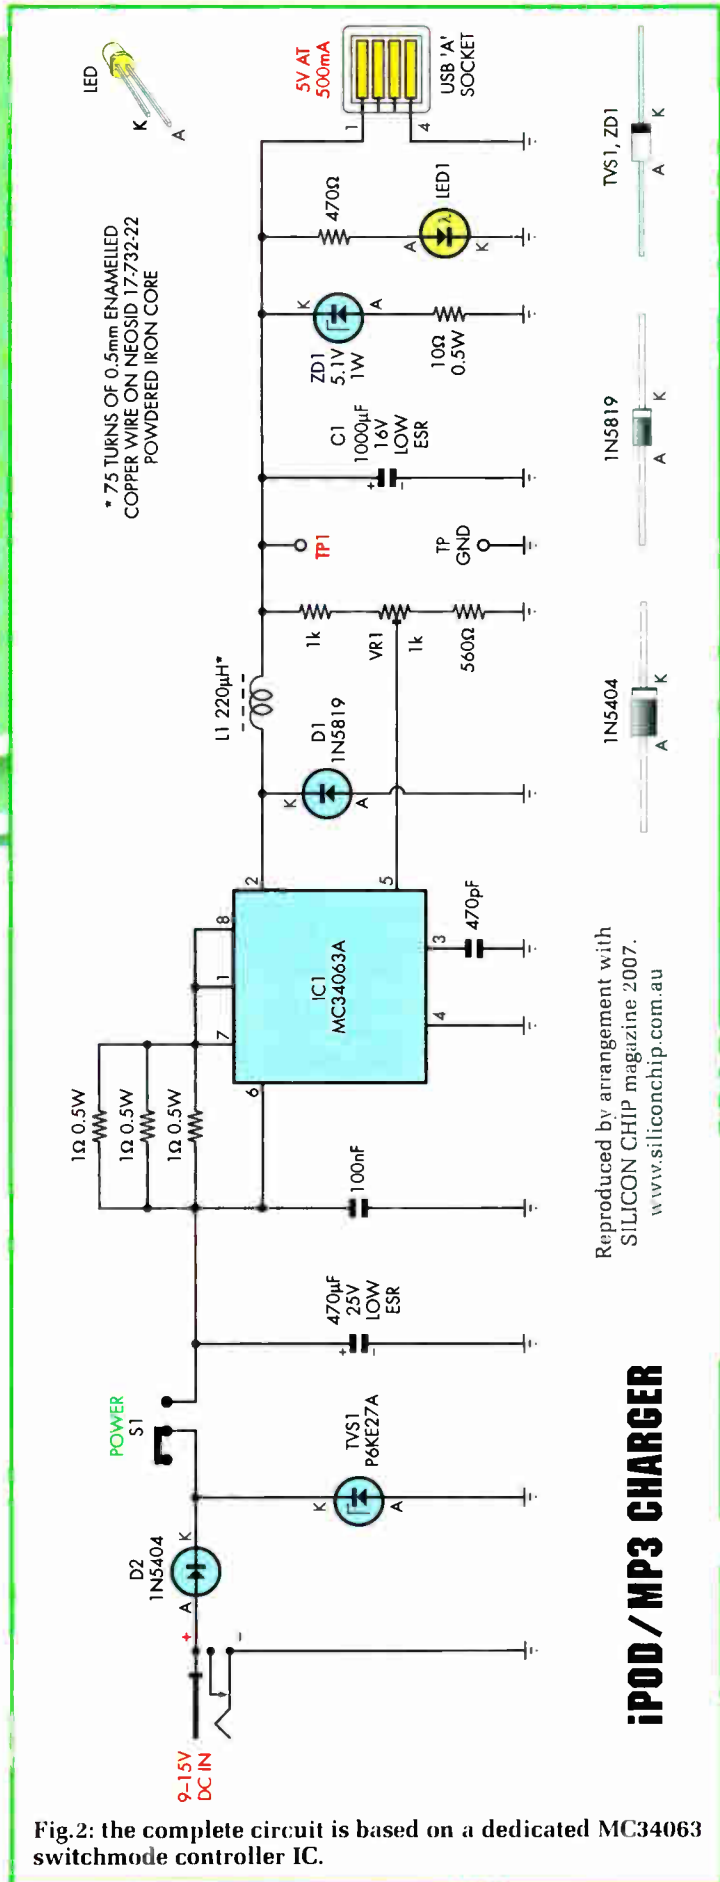 9–15V
DC IN
+
–
A
K
D2
1N5404
POWER
S1
K
A
TVS1
P6KE27A
+
–
470µF
25V
LOW
ESR
100nF
1Ω 0.5W
1Ω 0.5W
1Ω 0.5W
6
7
1
8
2
5
3
4
IC1
MC34063A
470pF
K
A
D1
1N5819
L1 220µH*
1k
VR1
1k
560Ω
TP1
TP
GND
C1
1000µF
16V
LOW
ESR
+
–
K
A
ZD1
5.1V
1W
10Ω
0.5W
470Ω
A
K
λ
LED1
5V AT
500mA
1
4
USB 'A'
SOCKET
* 75 TURNS OF 0.5mm ENAMELLED
COPPER WIRE ON NEOSID 17-732-22
POWDERED IRON CORE
LED
K
A
iPOD/MP3 CHARGER
Reproduced by arrangement with
SILICON CHIP magazine 2007.
www.siliconchip.com.au
1N5404
A
K
1N5819
A
K
TVS1, ZD1
A
K
Fig.2: the complete circuit is based on a dedicated MC34063
switchmode controller IC.